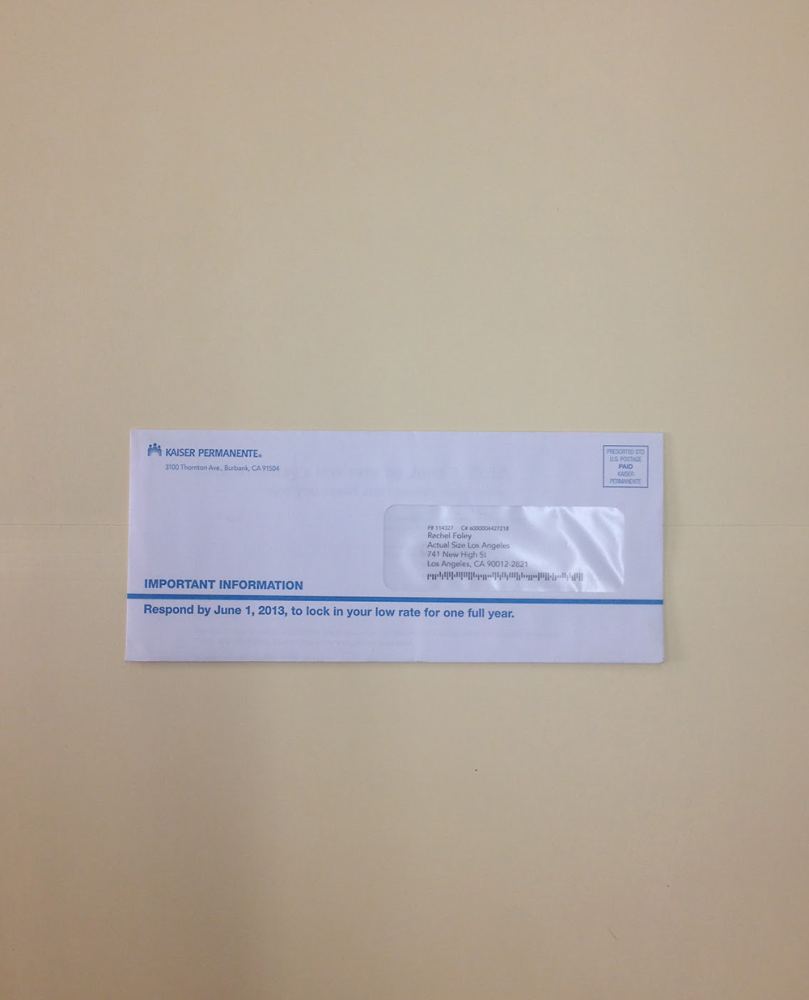 KAISER PERMANENTE®
3100 Thornton Ave., Burbank, CA 91504
PRESORTED STD
U.S. POSTAGE
PAID
KAISER
PERMANENTE
Rachel Foley
Actual Size Los Angeles
741 New High St
Los Angeles, CA 90012-2821
IMPORTANT INFORMATION
Respond by June 1, 2013, to lock in your low rate for one full year.